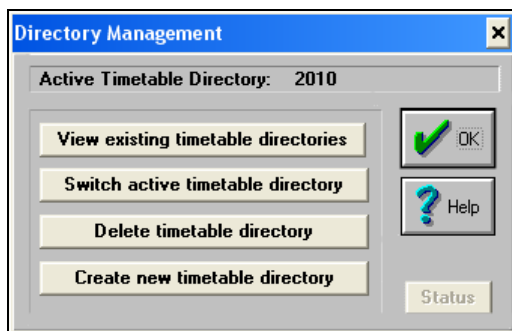 Directory Management
Active Timetable Directory: 2010
View existing timetable directories
Switch active timetable directory
Delete timetable directory
Create new timetable directory
OK
Help
Status